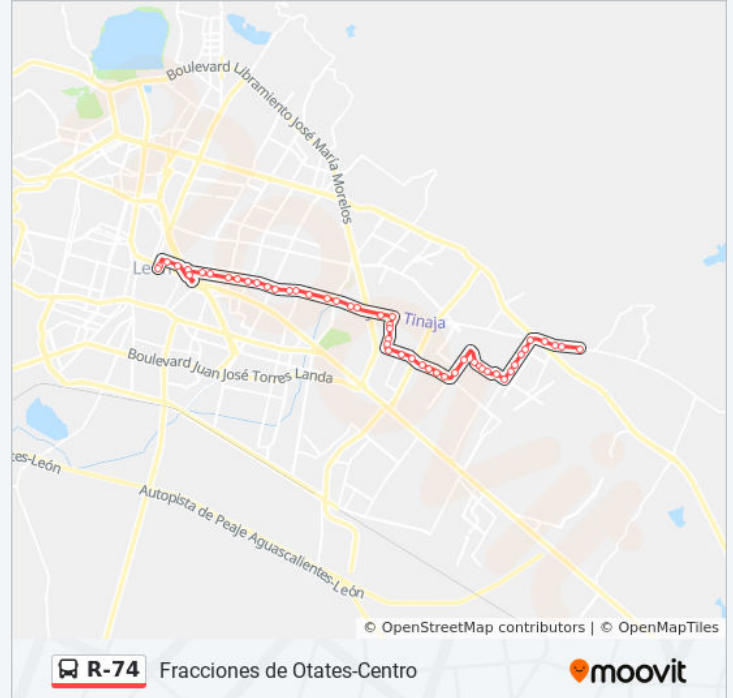 Boulevard Libramiento José María Morelos
Tinaja
Boulevard Juan José Torres Landa
es-León
Autopista de Peaje Aguascalientes-León
© OpenStreetMap contributors | © OpenMapTiles
R-74 Fracciones de Otates-Centro
moovit